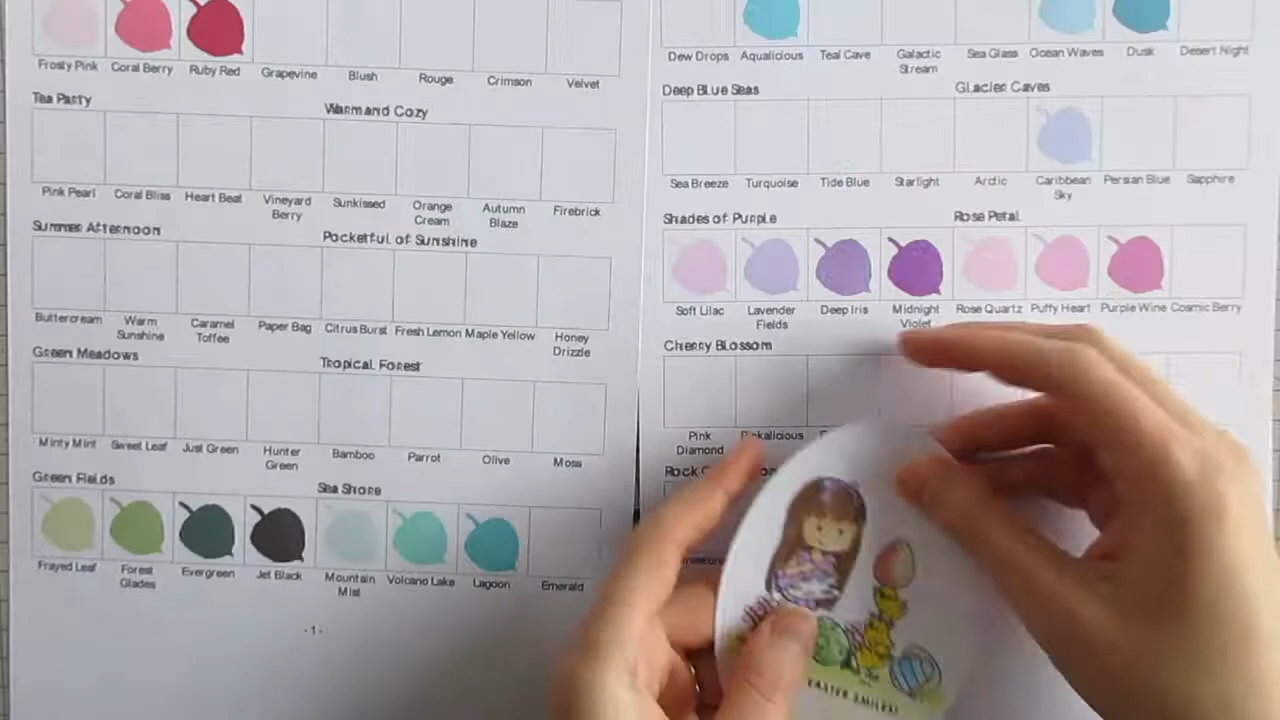 Frosty Pink Coral Berry Ruby Red Grapevine Blush Rouge Crimson Velvet
Tea Party Warm and Cozy
Pink Pearl Coral Bliss Heart Beat Vineyard Berry Sunkissed Orange Cream Autumn Blaze Firebrick
Summer Afternoon Pocketful of Sunshine
Buttercream Warm Sunshine Caramel Toffee Paper Bag Citrus Burst Fresh Lemon Maple Yellow Honey Drizzle
Green Meadows Tropical Forest
Minty Mint Sweet Leaf Just Green Hunter Green Bamboo Parrot Olive Moss
Green Fields Sea Shore
Frayed Leaf Forest Glades Evergreen Jet Black Mountain Mist Volcano Lake Lagoon Emerald
-1-
Dew Drops Aqualicious Teal Cave Galactic Stream Sea Glass Ocean Waves Dusk Desert Night
Deep Blue Seas Glacier Caves
Sea Breeze Turquoise Tide Blue Starlight Arctic Caribbean Sky Persian Blue Sapphire
Shades of Purple Rose Petal
Soft Lilac Lavender Fields Deep Iris Midnight Violet Rose Quartz Puffy Heart Purple Wine Cosmic Berry
Cherry Blossom
Pink Diamond
Rock
EASTER SMILES!